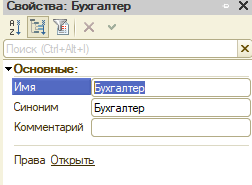 Свойства: Бухгалтер
Поиск (Ctrl+Alt+I)
Основные:
Имя Бухгалтер
Синоним Бухгалтер
Комментарий
Права Открыть